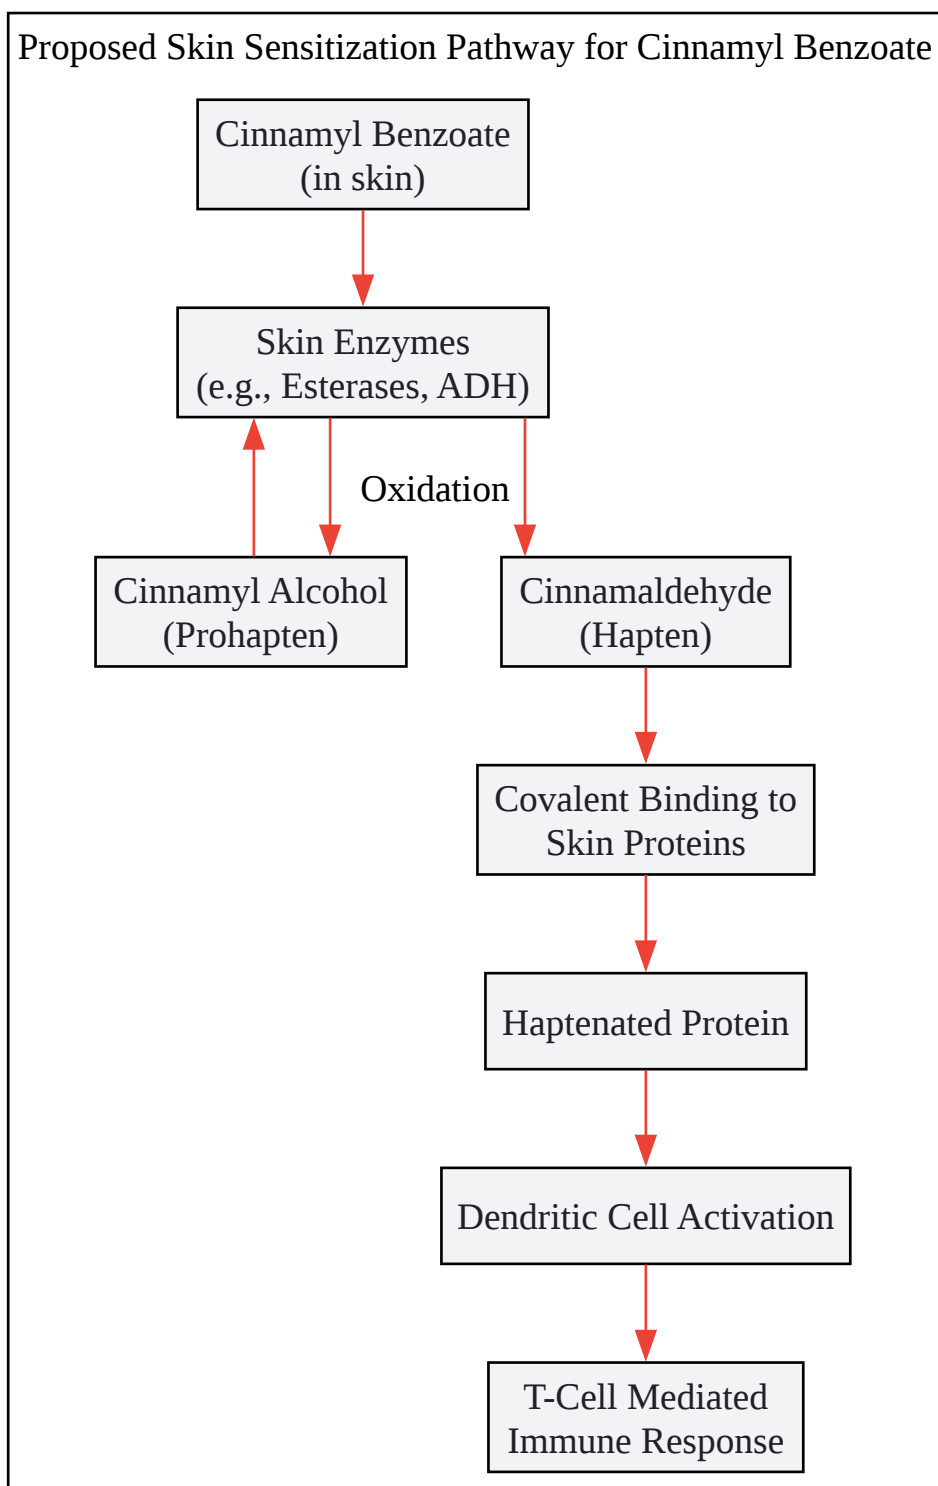 Proposed Skin Sensitization Pathway for Cinnamyl Benzoate
Cinnamyl Benzoate
(in skin)
Skin Enzymes
(e.g., Esterases, ADH)
Oxidation
Cinnamyl Alcohol
(Prohapten)
Cinnamaldehyde
(Hapten)
Covalent Binding to
Skin Proteins
Haptenated Protein
Dendritic Cell Activation
T-Cell Mediated
Immune Response